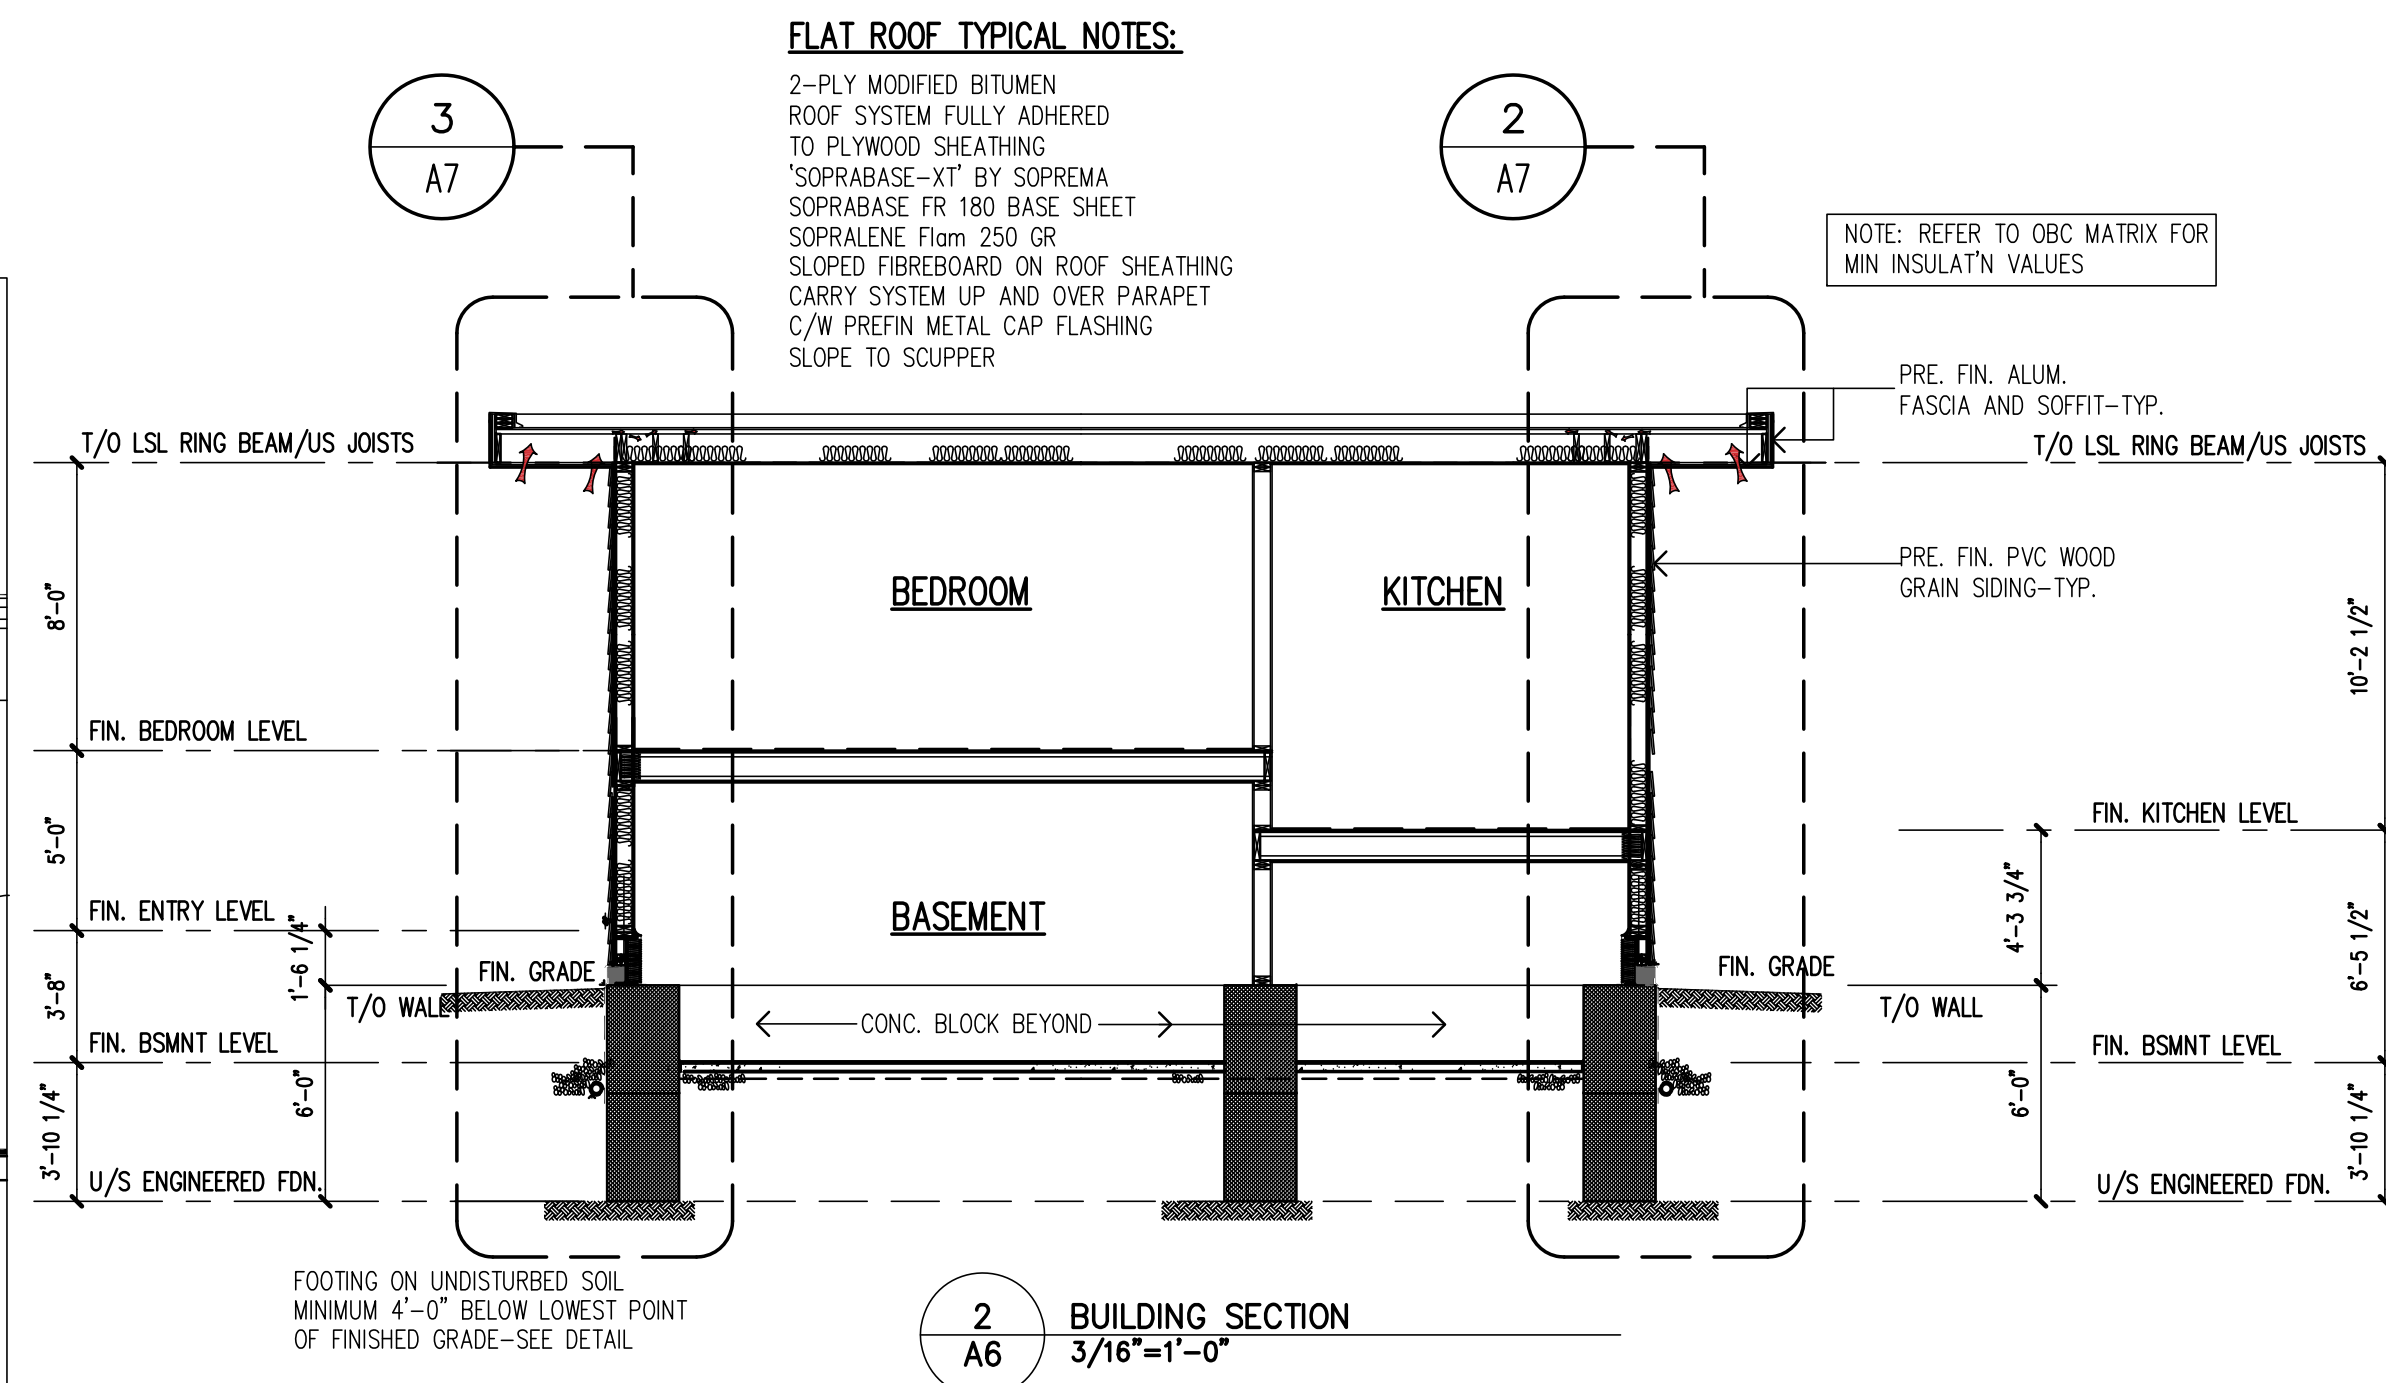 FLAT ROOF TYPICAL NOTES:
2-PLY MODIFIED BITUMEN
ROOF SYSTEM FULLY ADHERED
TO PLYWOOD SHEATHING
'SOPRABASE-XT' BY SOPREMA
SOPRABASE FR 180 BASE SHEET
SOPRALENE Flam 250 GR
SLOPED FIBREBOARD ON ROOF SHEATHING
CARRY SYSTEM UP AND OVER PARAPET
C/W PREFIN METAL CAP FLASHING
SLOPE TO SCUPPER
3
A7
2
A7
NOTE: REFER TO OBC MATRIX FOR
MIN INSULAT'N VALUES
PRE. FIN. ALUM.
FASCIA AND SOFFIT-TYP.
T/O LSL RING BEAM/US JOISTS
T/O LSL RING BEAM/US JOISTS
PRE. FIN. PVC WOOD
GRAIN SIDING-TYP.
8'-0"
BEDROOM
KITCHEN
10'-2 1/2"
FIN. BEDROOM LEVEL
5'-0"
FIN. KITCHEN LEVEL
FIN. ENTRY LEVEL
1'-6 1/4"
BASEMENT
4'-3 3/4"
6'-5 1/2"
3'-8"
FIN. GRADE
FIN. GRADE
T/O WALL
T/O WALL
CONC. BLOCK BEYOND
FIN. BSMNT LEVEL
FIN. BSMNT LEVEL
3'-10 1/4"
6'-0"
6'-0"
3'-10 1/4"
U/S ENGINEERED FDN.
U/S ENGINEERED FDN.
FOOTING ON UNDISTURBED SOIL
MINIMUM 4'-0" BELOW LOWEST POINT
OF FINISHED GRADE-SEE DETAIL
2
A6
BUILDING SECTION
3/16"=1'-0"